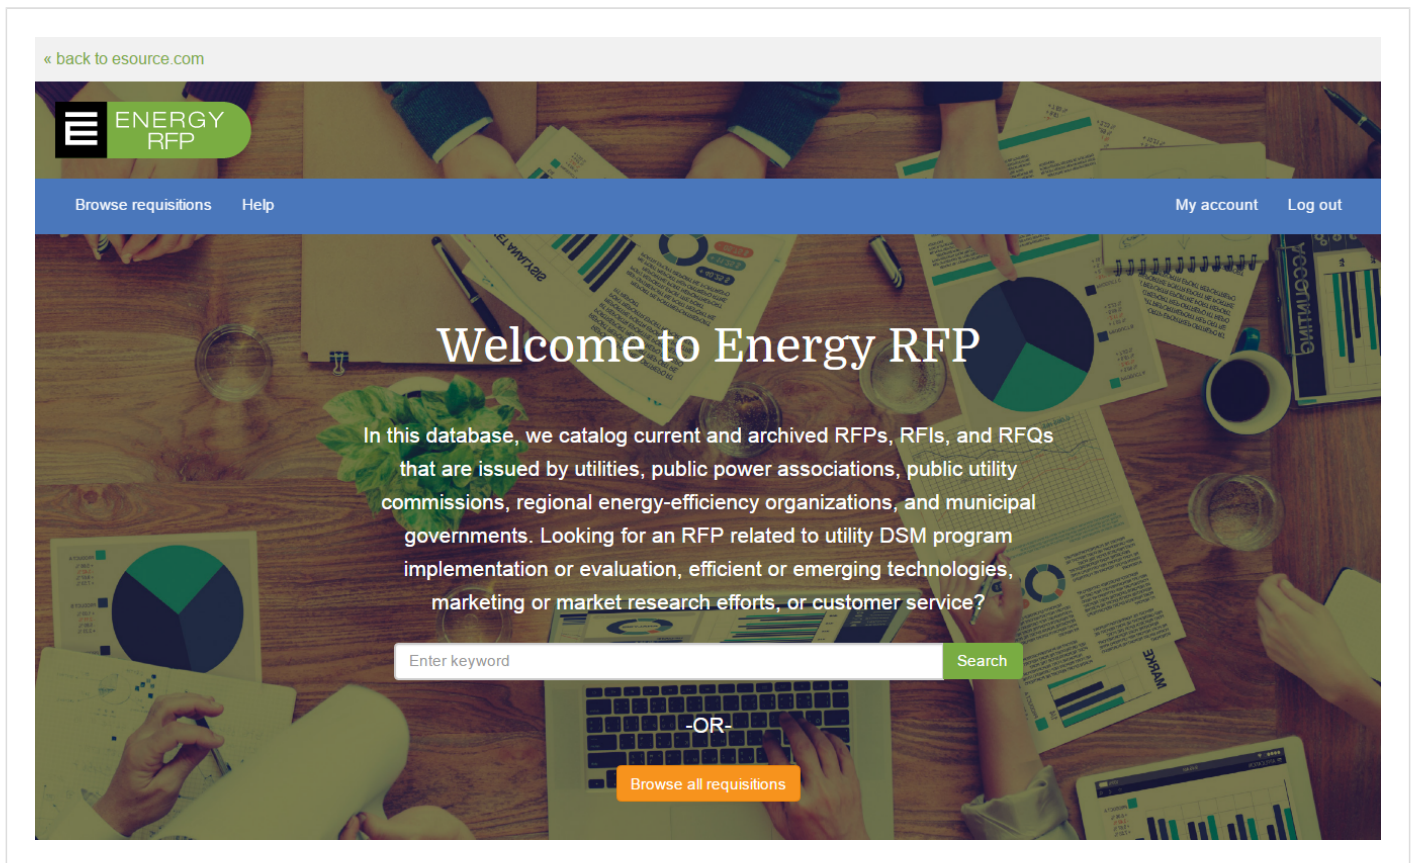 « back to esource.com
ENERGY
RFP
Browse requisitions Help My account Log out
Welcome to Energy RFP
In this database, we catalog current and archived RFPs, RFIs, and RFQs
that are issued by utilities, public power associations, public utility
commissions, regional energy-efficiency organizations, and municipal
governments. Looking for an RFP related to utility DSM program
implementation or evaluation, efficient or emerging technologies,
marketing or market research efforts, or customer service?
Enter keyword Search
-OR-
Browse all requisitions
ACCOUNTING
MARKE